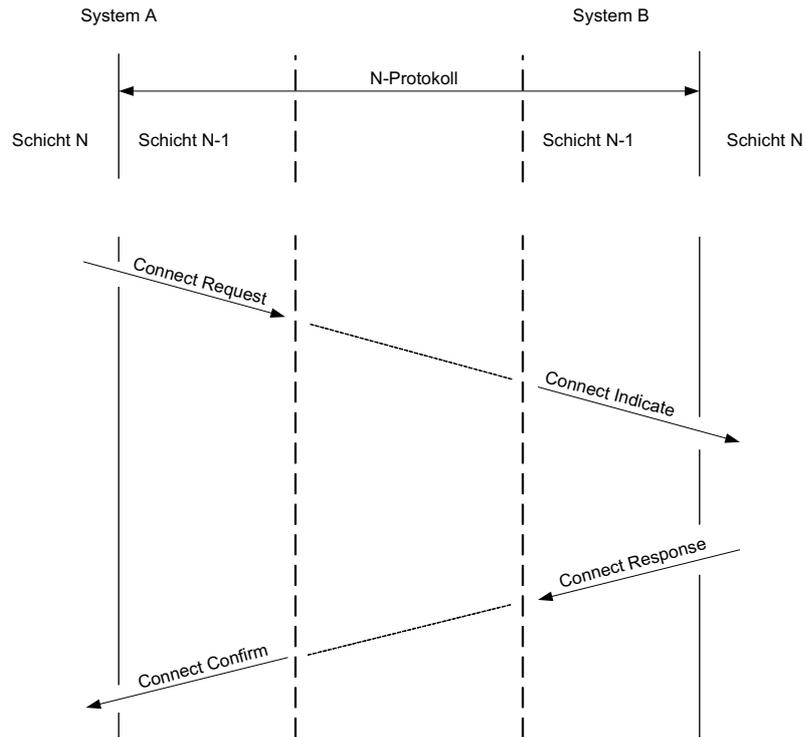 System A
System B
N-Protokoll
Schicht N
Schicht N-1
Schicht N-1
Schicht N
Connect Request
Connect Indicate
Connect Response
Connect Confirm